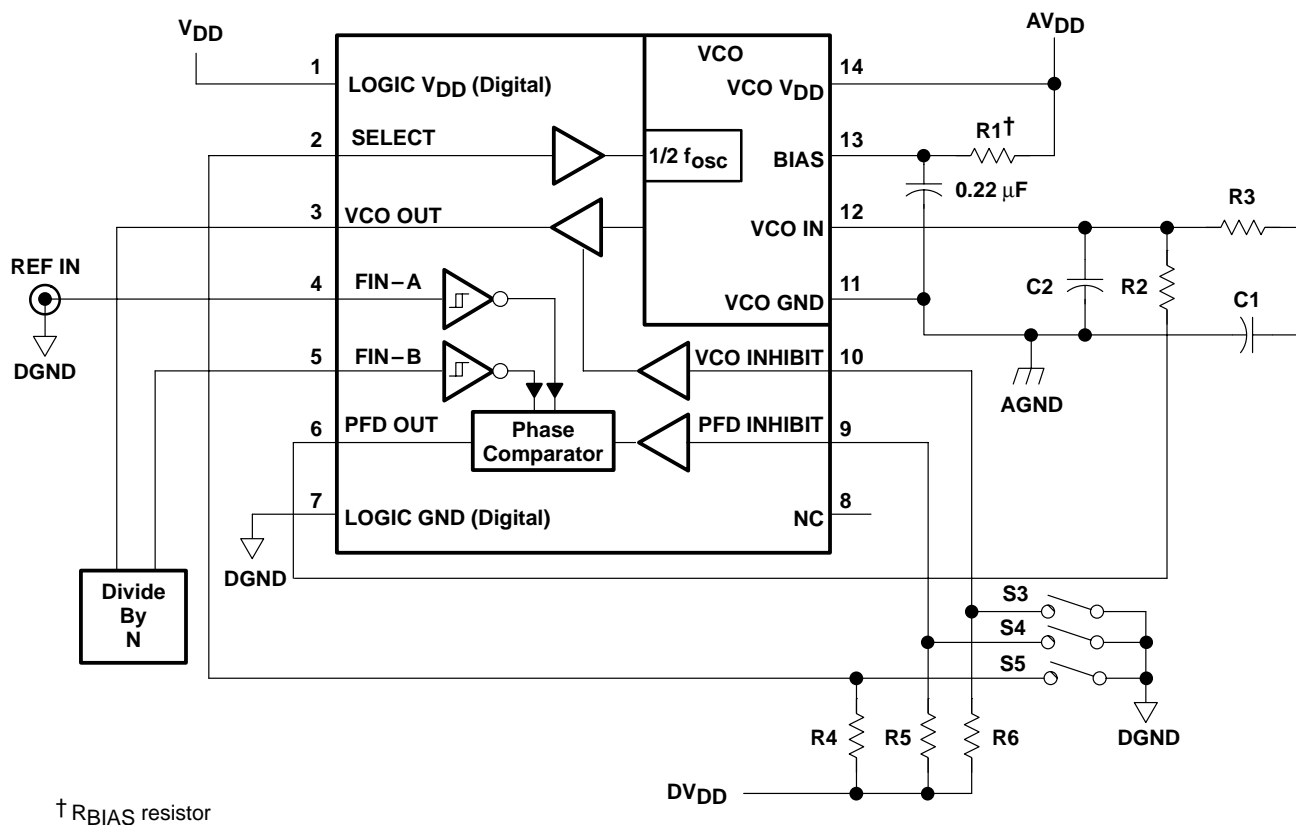 VDD
AVDD
VCO
1
LOGIC VDD (Digital)
VCO VDD
14
2
SELECT
1/2 fosc
BIAS
13
R1†
0.22 μF
3
VCO OUT
VCO IN
12
R3
REF IN
4
FIN–A
VCO GND
11
C2
R2
C1
DGND
5
FIN–B
VCO INHIBIT
10
AGND
6
PFD OUT
Phase
Comparator
PFD INHIBIT
9
7
LOGIC GND (Digital)
NC
8
DGND
Divide
By
N
S3
S4
S5
R4
R5
R6
DGND
DVDD
† RBIAS resistor